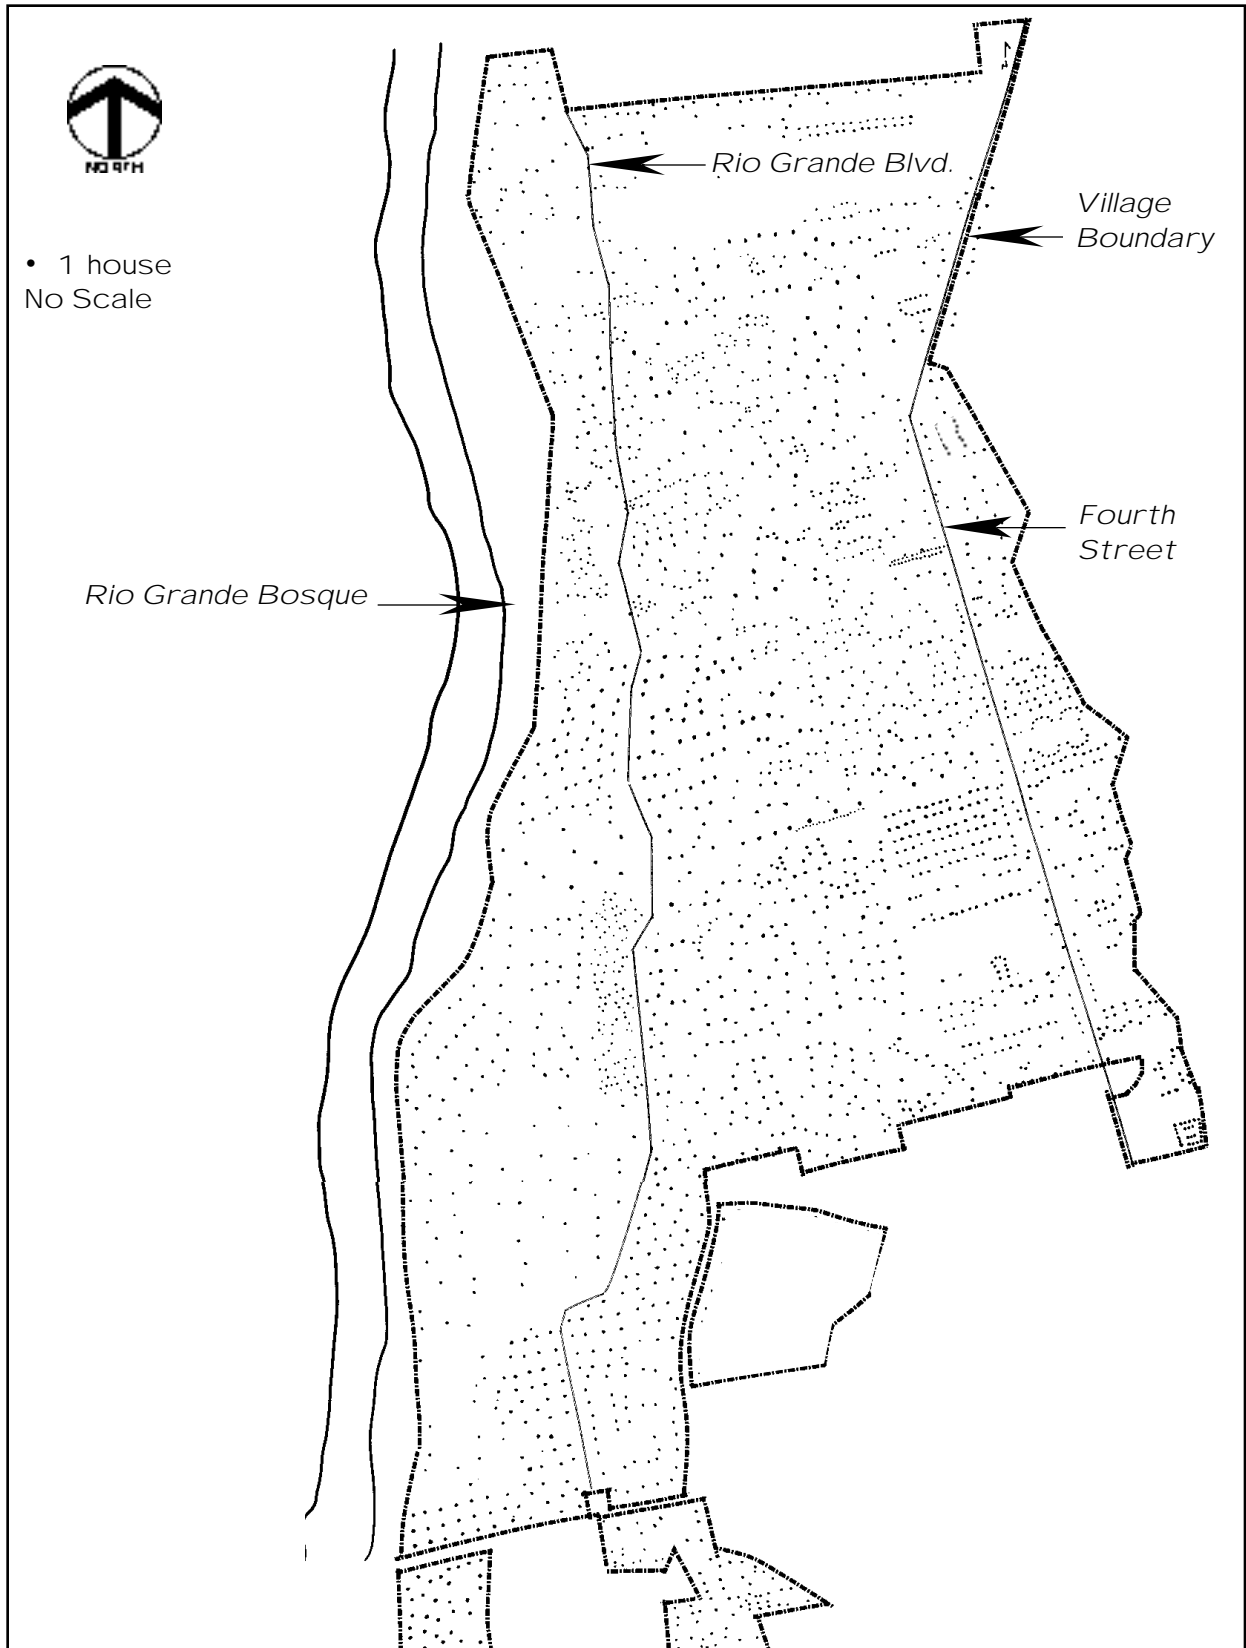 NORTH
Rio Grande Blvd.
Village
Boundary
• 1 house
No Scale
Fourth
Street
Rio Grande Bosque